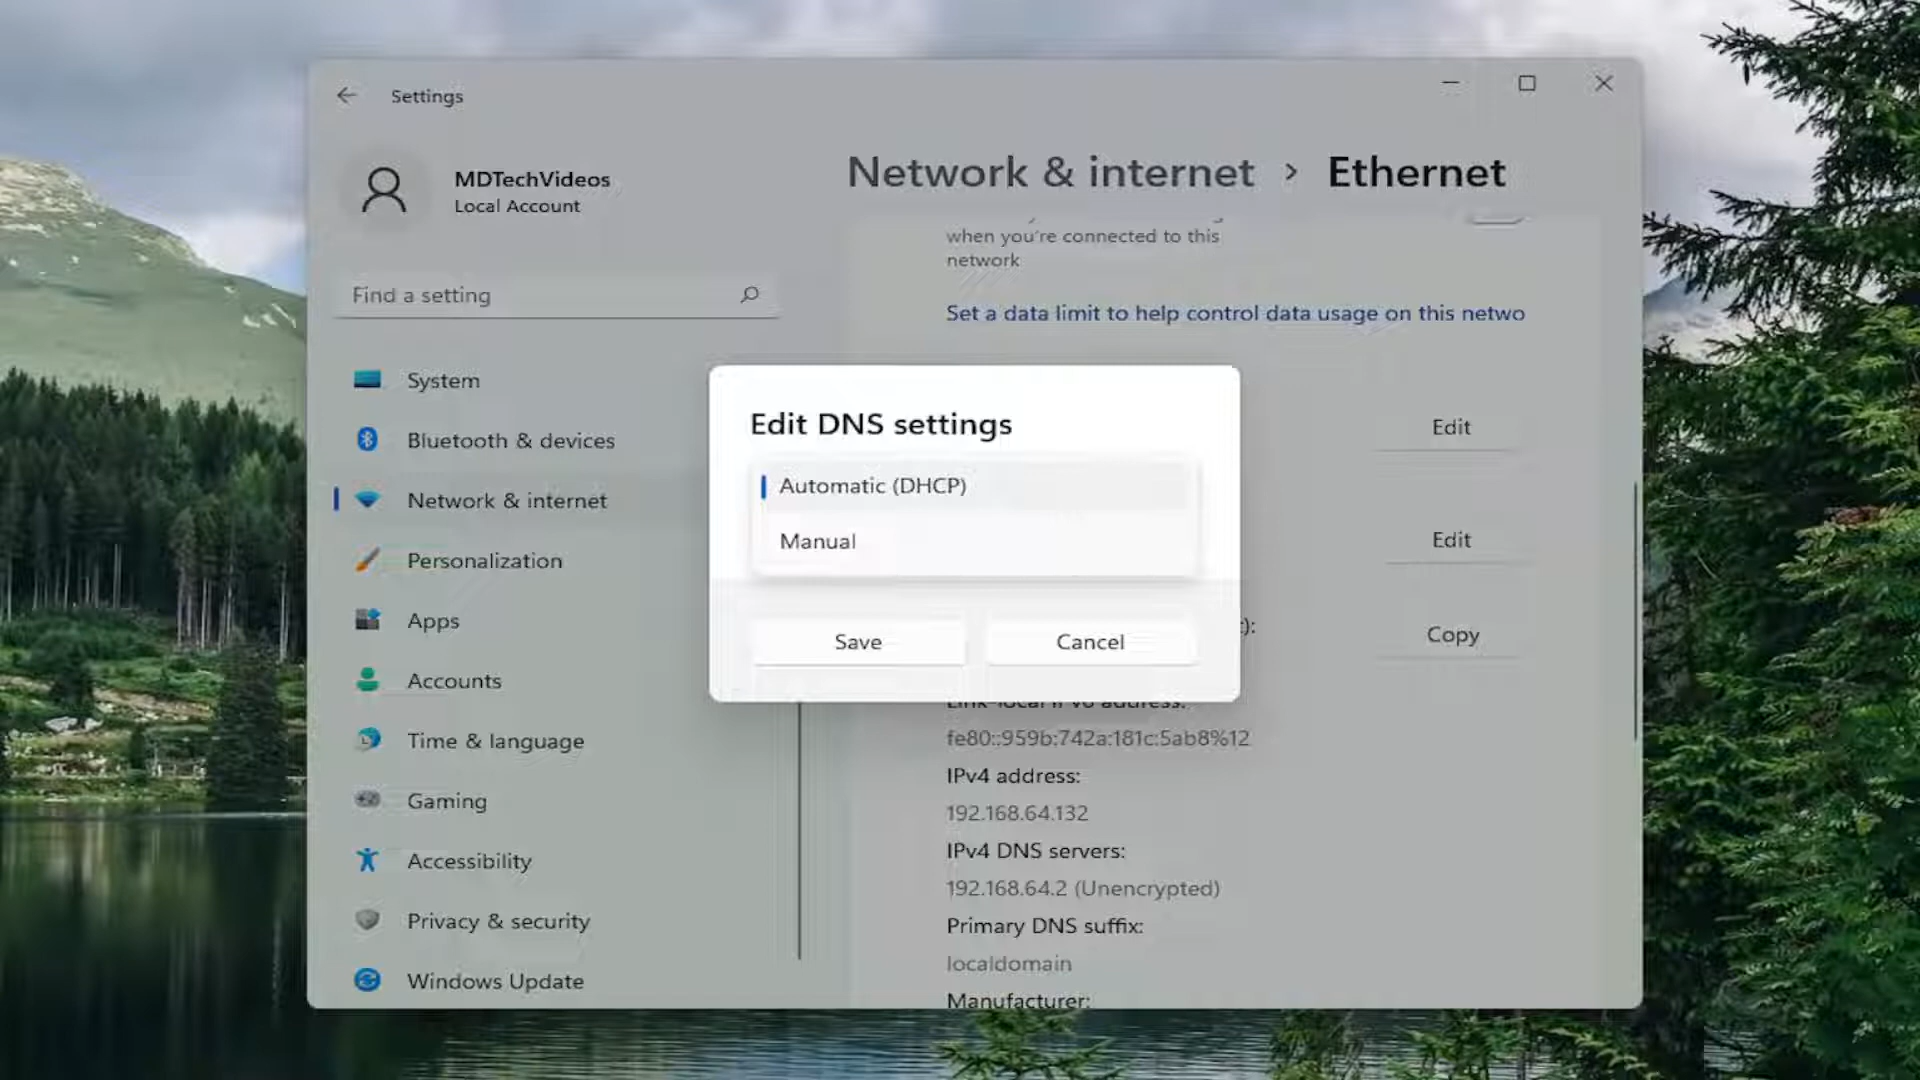 Settings
MDTechVideos
Local Account
Find a setting
System
Bluetooth & devices
Network & internet
Personalization
Apps
Accounts
Time & language
Gaming
Accessibility
Privacy & security
Windows Update
Network & internet > Ethernet
when you're connected to this
network
Set a data limit to help control data usage on this netwo
Edit
Edit DNS settings
Automatic (DHCP)
Manual
Edit
Save
Cancel
):
Copy
Link-local IPv6 address:
fe80::959b:742a:181c:5ab8%12
IPv4 address:
192.168.64.132
IPv4 DNS servers:
192.168.64.2 (Unencrypted)
Primary DNS suffix:
localdomain
Manufacturer: